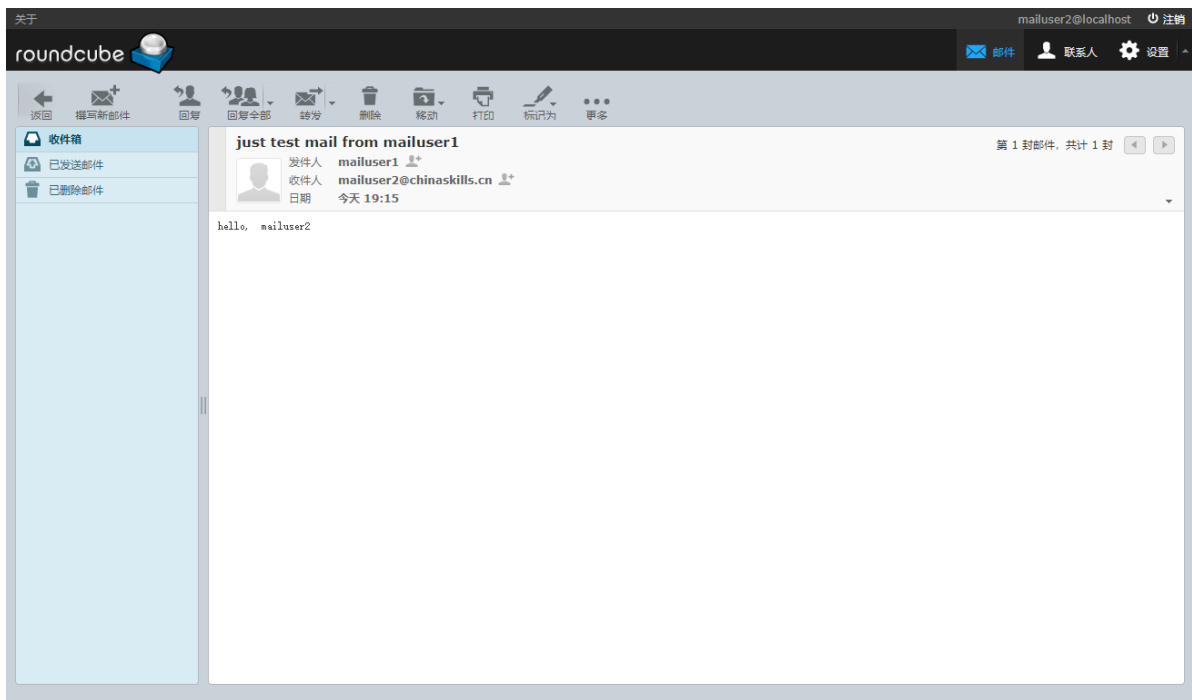 关于
mailuser2@localhost 注销
roundcube
邮件 联系人 设置
返回 撰写新邮件 回复 回复全部 转发 删除 移动 打印 标记为 更多
收件箱
已发送邮件
已删除邮件
just test mail from mailuser1
第 1 封邮件，共计 1 封
发件人 mailuser1
收件人 mailuser2@chinaskills.cn
日期 今天 19:15
hello, mailuser2